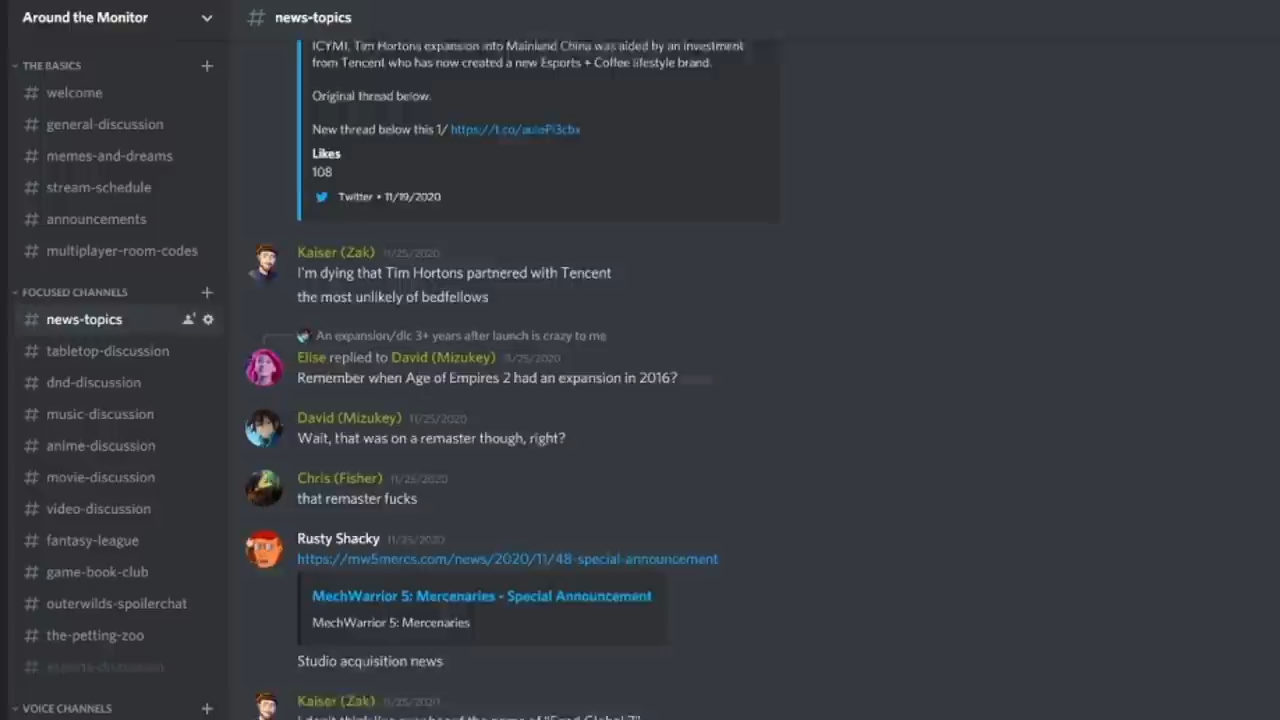 Around the Monitor
# news-topics
THE BASICS
# welcome
# general-discussion
# memes-and-dreams
# stream-schedule
# announcements
# multiplayer-room-codes
FOCUSED CHANNELS
# news-topics
# tabletop-discussion
# dnd-discussion
# music-discussion
# anime-discussion
# movie-discussion
# video-discussion
# fantasy-league
# game-book-club
# outerwilds-spoilerchat
# the-petting-zoo
VOICE CHANNELS
ICYMI, Tim Hortons expansion into Mainland China was aided by an investment
from Tencent who has now created a new Esports + Coffee lifestyle brand.
Original thread below.
New thread below this 1/
Likes
108
Twitter • 11/19/2020
Kaiser (Zak) 11/25/2020
I'm dying that Tim Hortons partnered with Tencent
the most unlikely of bedfellows
An expansion/dlc 3+ years after launch is crazy to me
Elise replied to David (Mizukey) 11/25/2020
Remember when Age of Empires 2 had an expansion in 2016?
David (Mizukey) 11/25/2020
Wait, that was on a remaster though, right?
Chris (Fisher) 11/25/2020
that remaster fucks
Rusty Shacky 11/25/2020
https://mw5mercs.com/news/2020/11/48-special-announcement
MechWarrior 5: Mercenaries - Special Announcement
MechWarrior 5: Mercenaries
Studio acquisition news
Kaiser (Zak) 11/25/2020